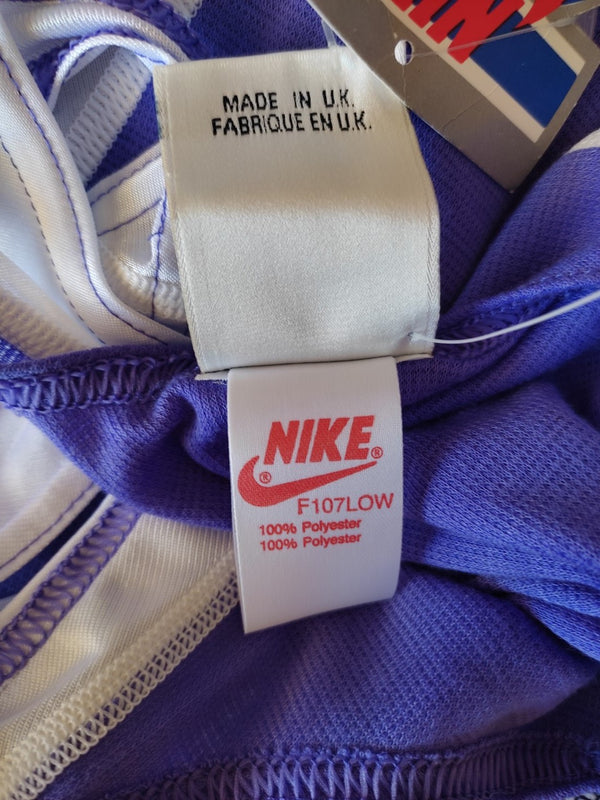 MADE IN U.K.
FABRIQUE EN U.K.
NIKE®
®
F107LOW
100% Polyester
100% Polyester